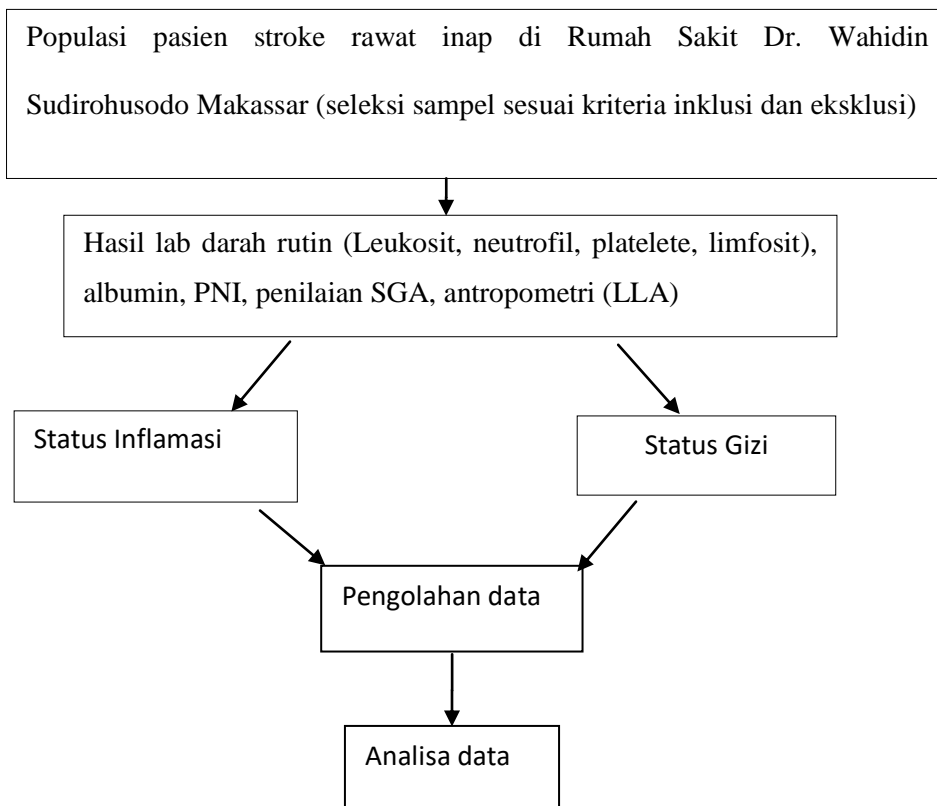 Populasi pasien stroke rawat inap di Rumah Sakit Dr. Wahidin
Sudirohusodo Makassar (seleksi sampel sesuai kriteria inklusi dan eksklusi)
Hasil lab darah rutin (Leukosit, neutrofil, platelete, limfosit),
albumin, PNI, penilaian SGA, antropometri (LLA)
Status Inflamasi
Status Gizi
Pengolahan data
Analisa data